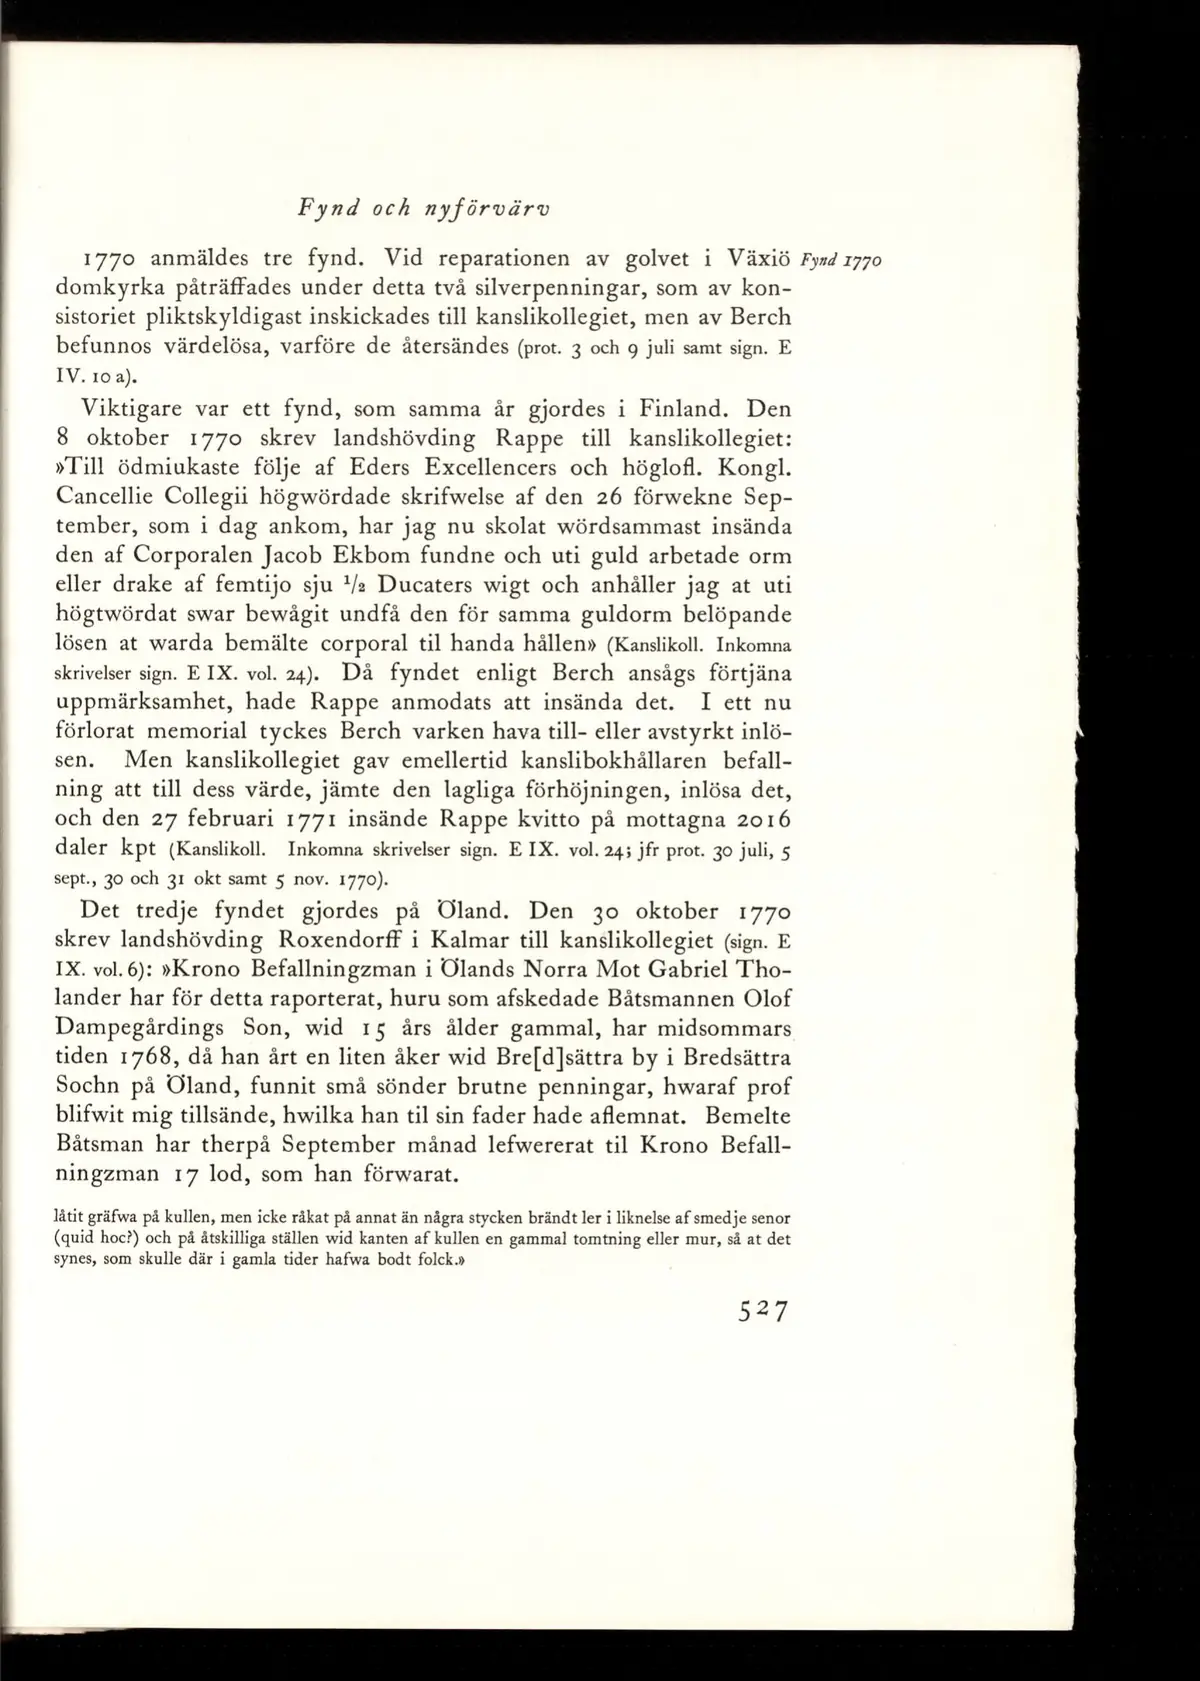 Fynd och nyförvärv
1770 anmäldes tre fynd. Vid reparationen av golvet i Växiö Fynd 1770
domkyrka påträffades under detta två silverpenningar, som av kon-
sistoriet pliktskyldigast inskickades till kanslikollegiet, men av Berch
befunnos värdelösa, varföre de återsändes (prot. 3 och 9 juli samt sign. E
IV. 10 a).
Viktigare var ett fynd, som samma år gjordes i Finland. Den
8 oktober 1770 skrev landshövding Rappe till kanslikollegiet:
»Till ödmiukaste följe af Eders Excellencers och höglofl. Kongl.
Cancellie Collegii högwördade skrifwelse af den 26 förwekne Sep-
tember, som i dag ankom, har jag nu skolat wördsammast insända
den af Corporalen Jacob Ekbom fundne och uti guld arbetade orm
eller drake af femtijo sju ½ Ducaters wigt och anhåller jag at uti
högtwördat swar bewågit undfå den för samma guldorm belöpande
lösen at warda bemälte corporal til handa hållen» (Kanslikoll. Inkomna
skrivelser sign. E IX. vol. 24). Då fyndet enligt Berch ansågs förtjäna
uppmärksamhet, hade Rappe anmodats att insända det. I ett nu
förlorat memorial tyckes Berch varken hava till- eller avstyrkt inlö-
sen. Men kanslikollegiet gav emellertid kanslibokhållaren befall-
ning att till dess värde, jämte den lagliga förhöjningen, inlösa det,
och den 27 februari 1771 insände Rappe kvitto på mottagna 2016
daler kpt (Kanslikoll. Inkomna skrivelser sign. E IX. vol. 24; jfr prot. 30 juli, 5
sept., 30 och 31 okt samt 5 nov. 1770).
Det tredje fyndet gjordes på Öland. Den 30 oktober 1770
skrev landshövding Roxendorff i Kalmar till kanslikollegiet (sign. E
IX. vol. 6): »Krono Befallningzman i Ölands Norra Mot Gabriel Tho-
lander har för detta raporterat, huru som afskedade Båtsmannen Olof
Dampegårdings Son, wid 15 års ålder gammal, har midsommars
tiden 1768, då han årt en liten åker wid Bre[d]sättra by i Bredsättra
Sochn på Öland, funnit små sönder brutne penningar, hwaraf prof
blifwit mig tillsände, hwilka han til sin fader hade aflemnat. Bemelte
Båtsman har therpå September månad lefwererat til Krono Befall-
ningzman 17 lod, som han förwarat.
låtit gräfwa på kullen, men icke råkat på annat än några stycken brändt ler i liknelse af smedje senor
(quid hoc?) och på åtskilliga ställen wid kanten af kullen en gammal tomtning eller mur, så at det
synes, som skulle där i gamla tider hafwa bodt folck.»
527